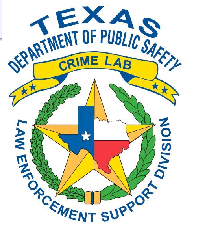 TEXAS
DEPARTMENT OF PUBLIC SAFETY
CRIME LAB
LAW ENFORCEMENT SUPPORT DIVISION